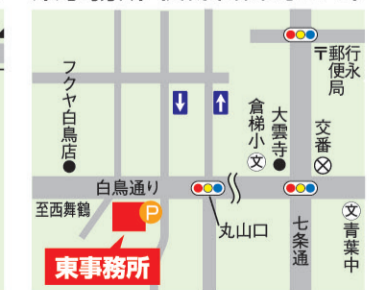 行永
郵便局
〒
フクヤ白鳥店
倉梯小
文
大雲寺
交番
白鳥通り
至西舞鶴
P
東事務所
丸山口
七条通
文
青葉中